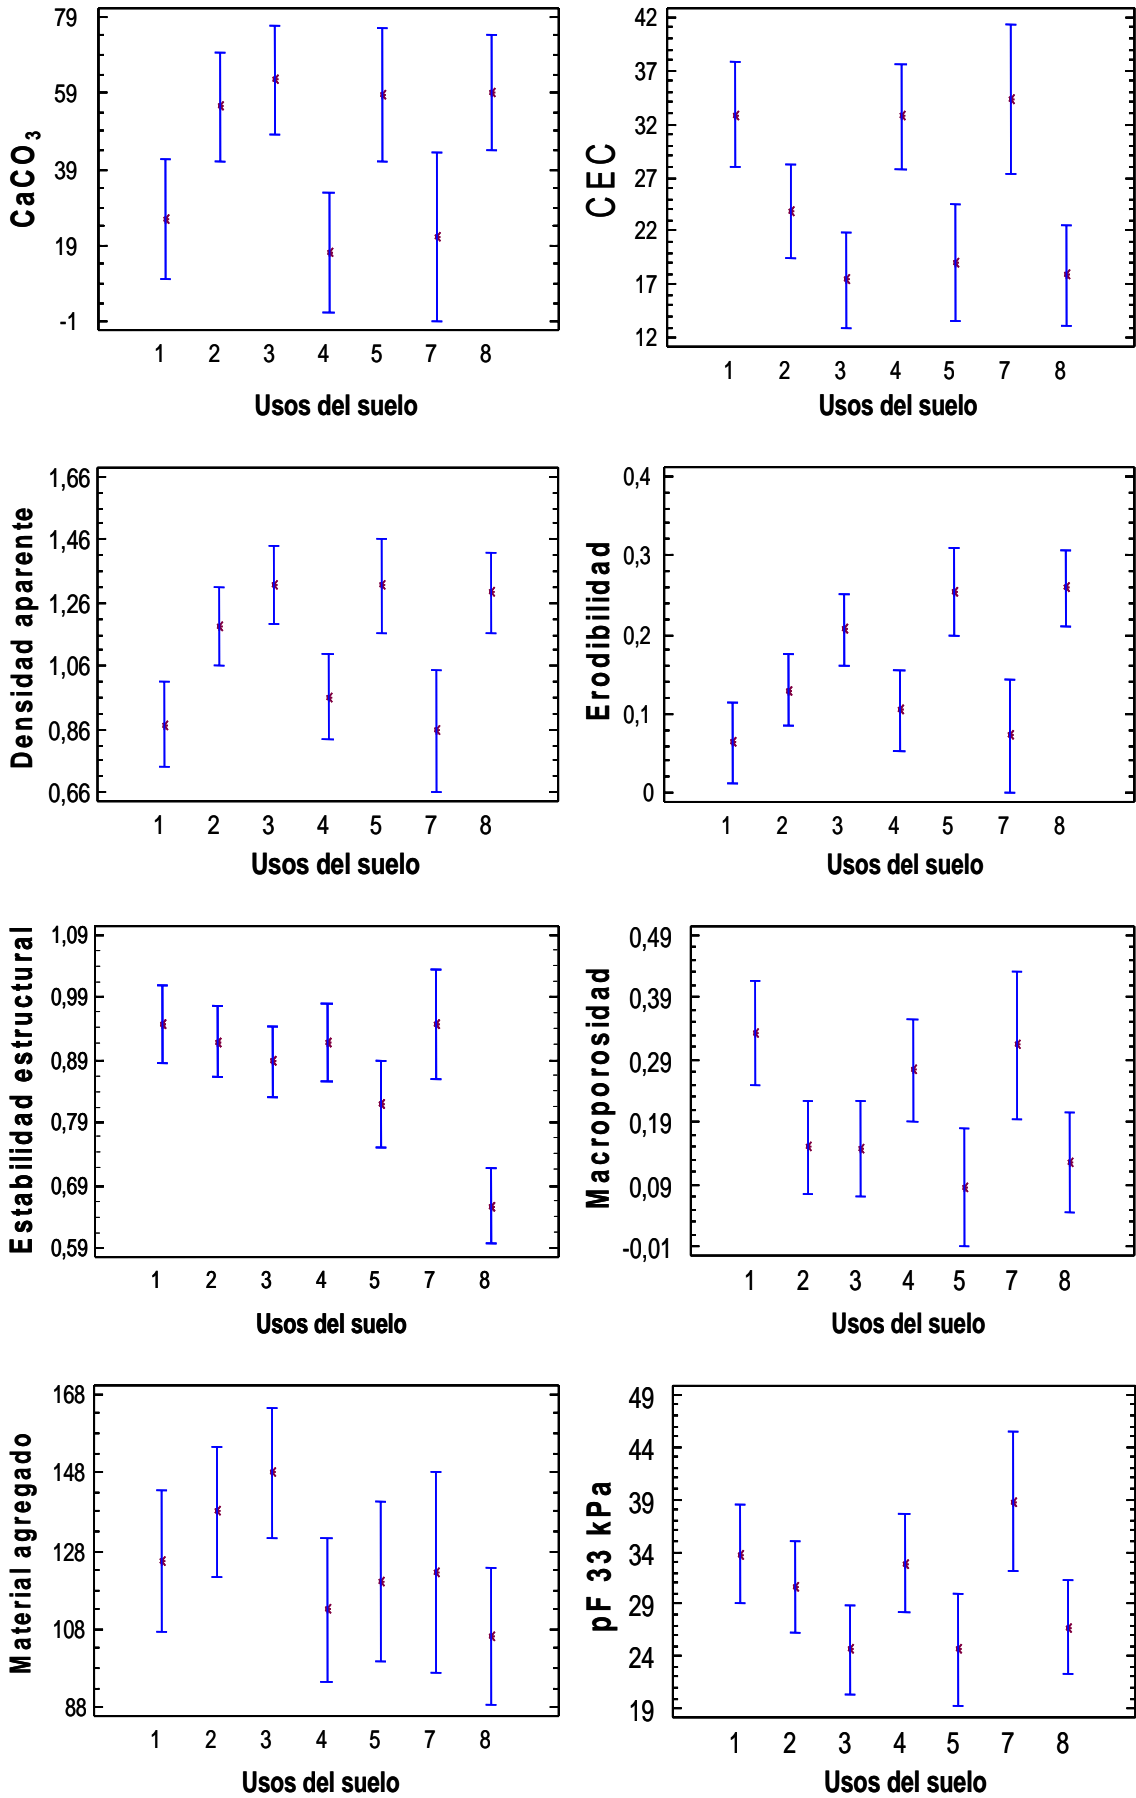 79
59
39
19
-1
CaCO3
1 2 3 4 5 7 8
Usos del suelo
42
37
32
27
22
17
12
CEC
1 2 3 4 5 7 8
Usos del suelo
1,66
1,46
1,26
1,06
0,86
0,66
Densidad aparente
1 2 3 4 5 7 8
Usos del suelo
0,4
0,3
0,2
0,1
0
Erodibilidad
1 2 3 4 5 7 8
Usos del suelo
1,09
0,99
0,89
0,79
0,69
0,59
Estabilidad estructural
1 2 3 4 5 7 8
Usos del suelo
0,49
0,39
0,29
0,19
0,09
-0,01
Macroporosidad
1 2 3 4 5 7 8
Usos del suelo
168
148
128
108
88
Material agregado
1 2 3 4 5 7 8
Usos del suelo
49
44
39
34
29
24
19
pF 33 kPa
1 2 3 4 5 7 8
Usos del suelo